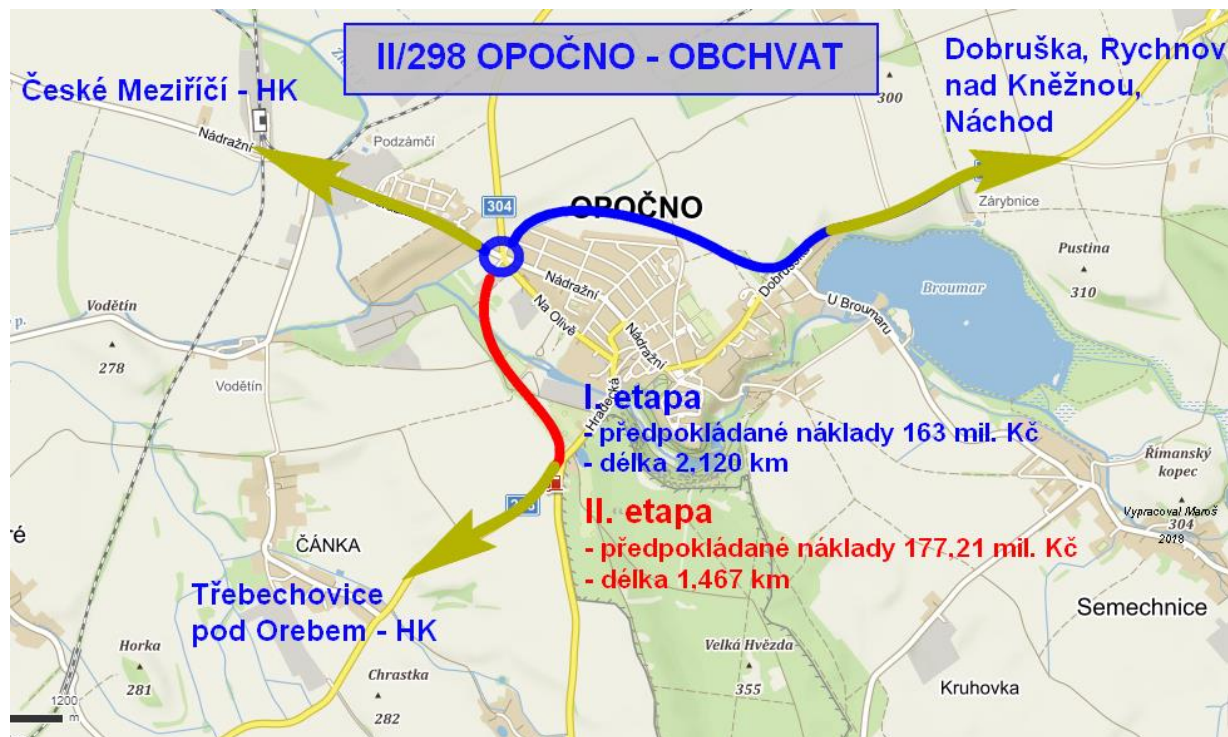 II/298 OPOČNO - OBCHVAT
Dobruška, Rychnov
nad Kněžnou,
Náchod
České Meziříčí - HK
300
Nádražní
Podzámčí
304
OPOČNO
Zárybnice
Pustina
310
Broumar
Dobrušská
U Broumaru
Nádražní
Na Olivě
Nádražní
Hradecká
Vodětín
278
Vodětín
I. etapa
- předpokládané náklady 163 mil. Kč
- délka 2,120 km
II. etapa
- předpokládané náklady 177,21 mil. Kč
- délka 1,467 km
Římanský
kopec
304
Vypracoval Maroš
2018
ČÁNKA
Třebechovice
pod Orebem - HK
Semechnice
Horka
281
Chrastka
282
Velká Hvězda
355
Kruhovka
1200
m